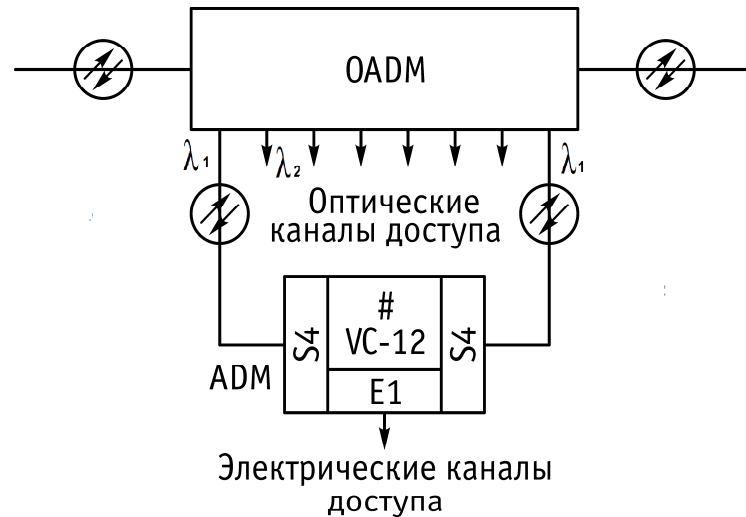 OADM
λ1
λ2
λ1
Оптические
каналы доступа
S4
#
VC-12
S4
ADM
E1
Электрические каналы
доступа